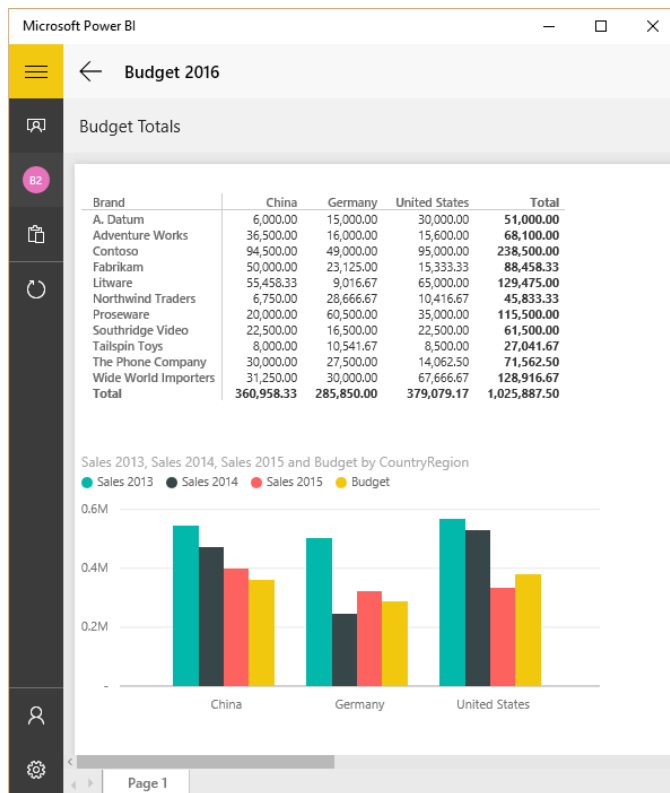 Microsoft Power BI
Budget 2016
Budget Totals
B2
Brand China Germany United States Total
A. Datum 6,000.00 15,000.00 30,000.00 51,000.00
Adventure Works 36,500.00 16,000.00 15,600.00 68,100.00
Contoso 94,500.00 49,000.00 95,000.00 238,500.00
Fabrikam 50,000.00 23,125.00 15,333.33 88,458.33
Litware 55,458.33 9,016.67 65,000.00 129,475.00
Northwind Traders 6,750.00 28,666.67 10,416.67 45,833.33
Proseware 20,000.00 60,500.00 35,000.00 115,500.00
Southridge Video 22,500.00 16,500.00 22,500.00 61,500.00
Tailspin Toys 8,000.00 10,541.67 8,500.00 27,041.67
The Phone Company 30,000.00 27,500.00 14,062.50 71,562.50
Wide World Importers 31,250.00 30,000.00 67,666.67 128,916.67
Total 360,958.33 285,850.00 379,079.17 1,025,887.50
Sales 2013, Sales 2014, Sales 2015 and Budget by CountryRegion
Sales 2013 Sales 2014 Sales 2015 Budget
0.6M
0.4M
0.2M
-
China Germany United States
Page 1